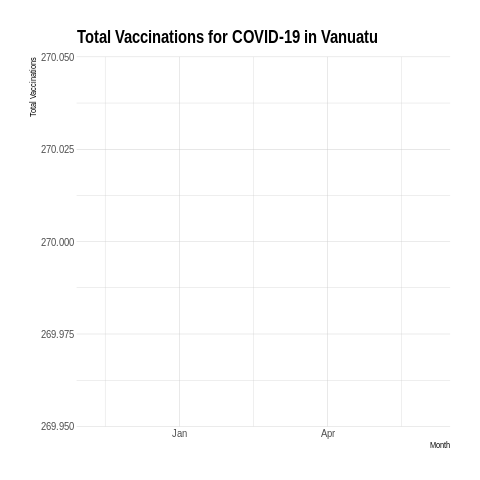 Total Vaccinations for COVID-19 in Vanuatu
Total Vaccinations
270.050
270.025
270.000
269.975
269.950
Jan
Apr
Month